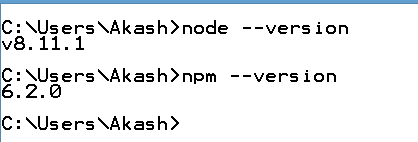 C:\Users\Akash>node --version
v8.11.1
C:\Users\Akash>npm --version
6.2.0
C:\Users\Akash>